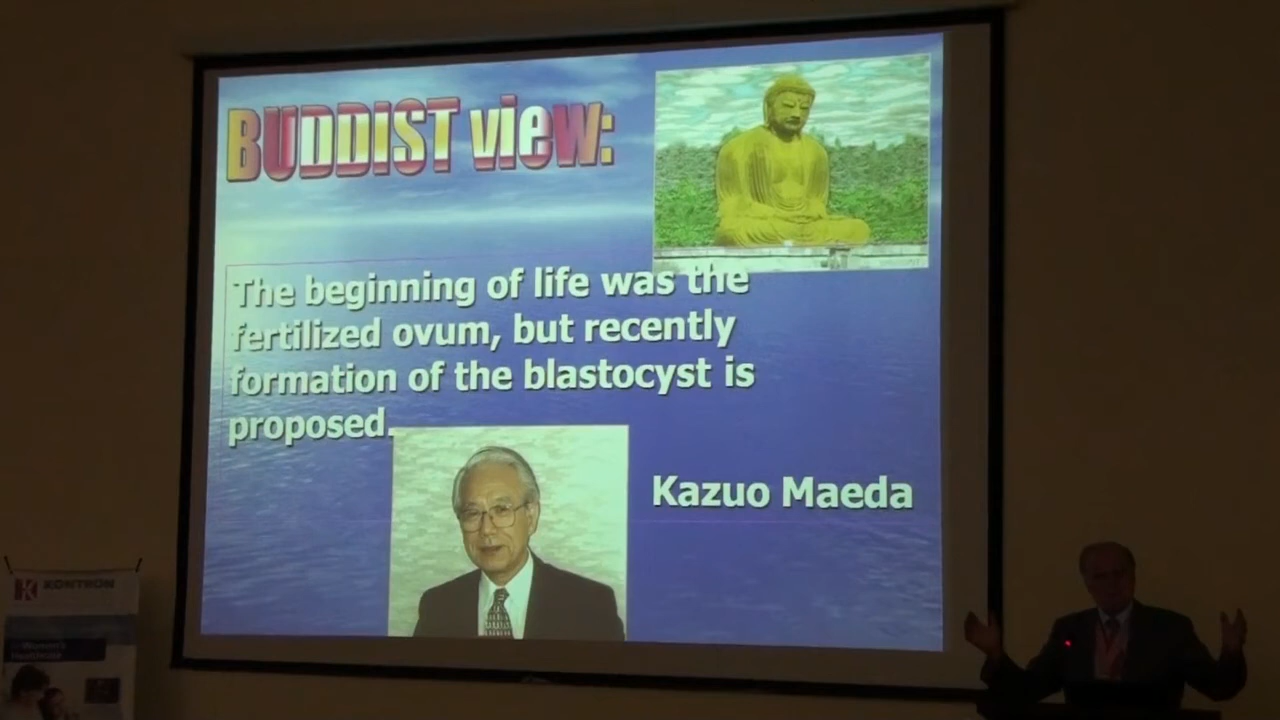 BUDDIST view:
The beginning of life was the
fertilized ovum, but recently
formation of the blastocyst is
proposed.
Kazuo Maeda
KONTRON